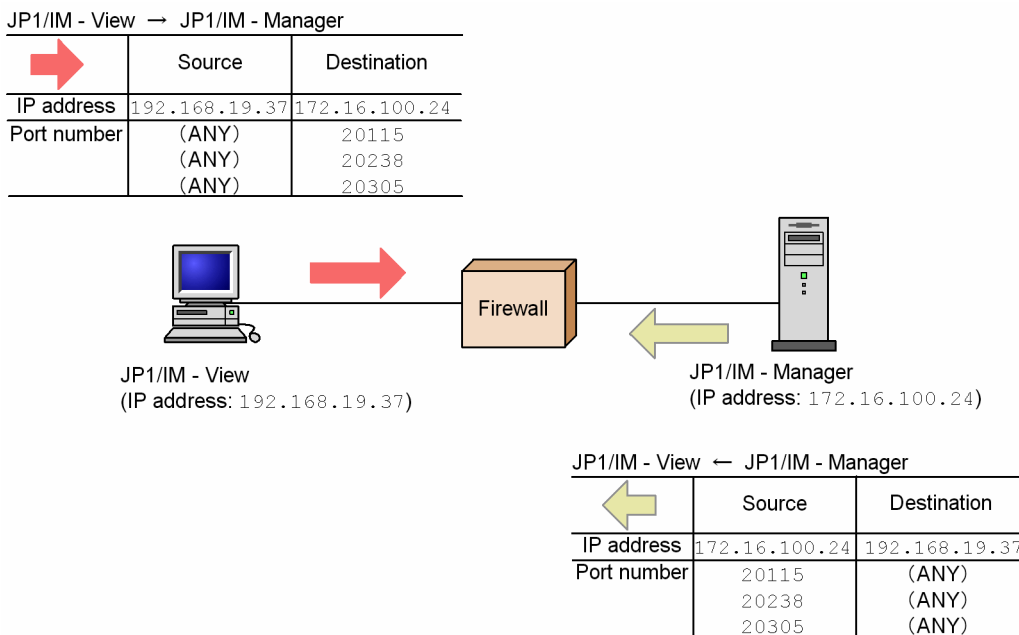 JP1/IM - View → JP1/IM - Manager
Source Destination
IP address 192.168.19.37 172.16.100.24
Port number (ANY) 20115
(ANY) 20238
(ANY) 20305
Firewall
JP1/IM - View
(IP address: 192.168.19.37)
JP1/IM - Manager
(IP address: 172.16.100.24)
JP1/IM - View ← JP1/IM - Manager
Source Destination
IP address 172.16.100.24 192.168.19.37
Port number 20115 (ANY)
20238 (ANY)
20305 (ANY)